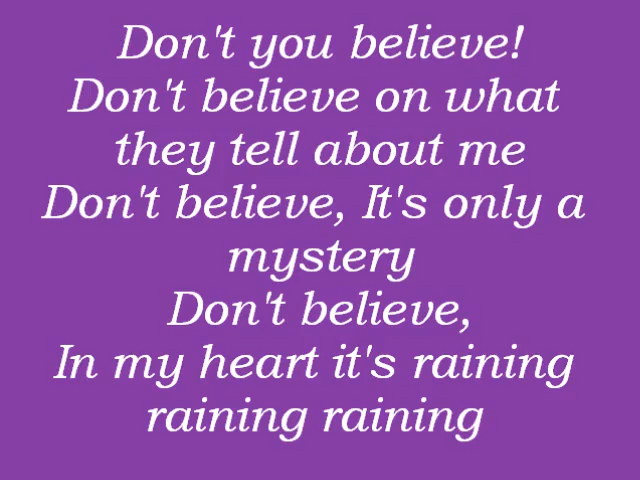 Don't you believe!
Don't believe on what
they tell about me
Don't believe, It's only a
mystery
Don't believe,
In my heart it's raining
raining raining